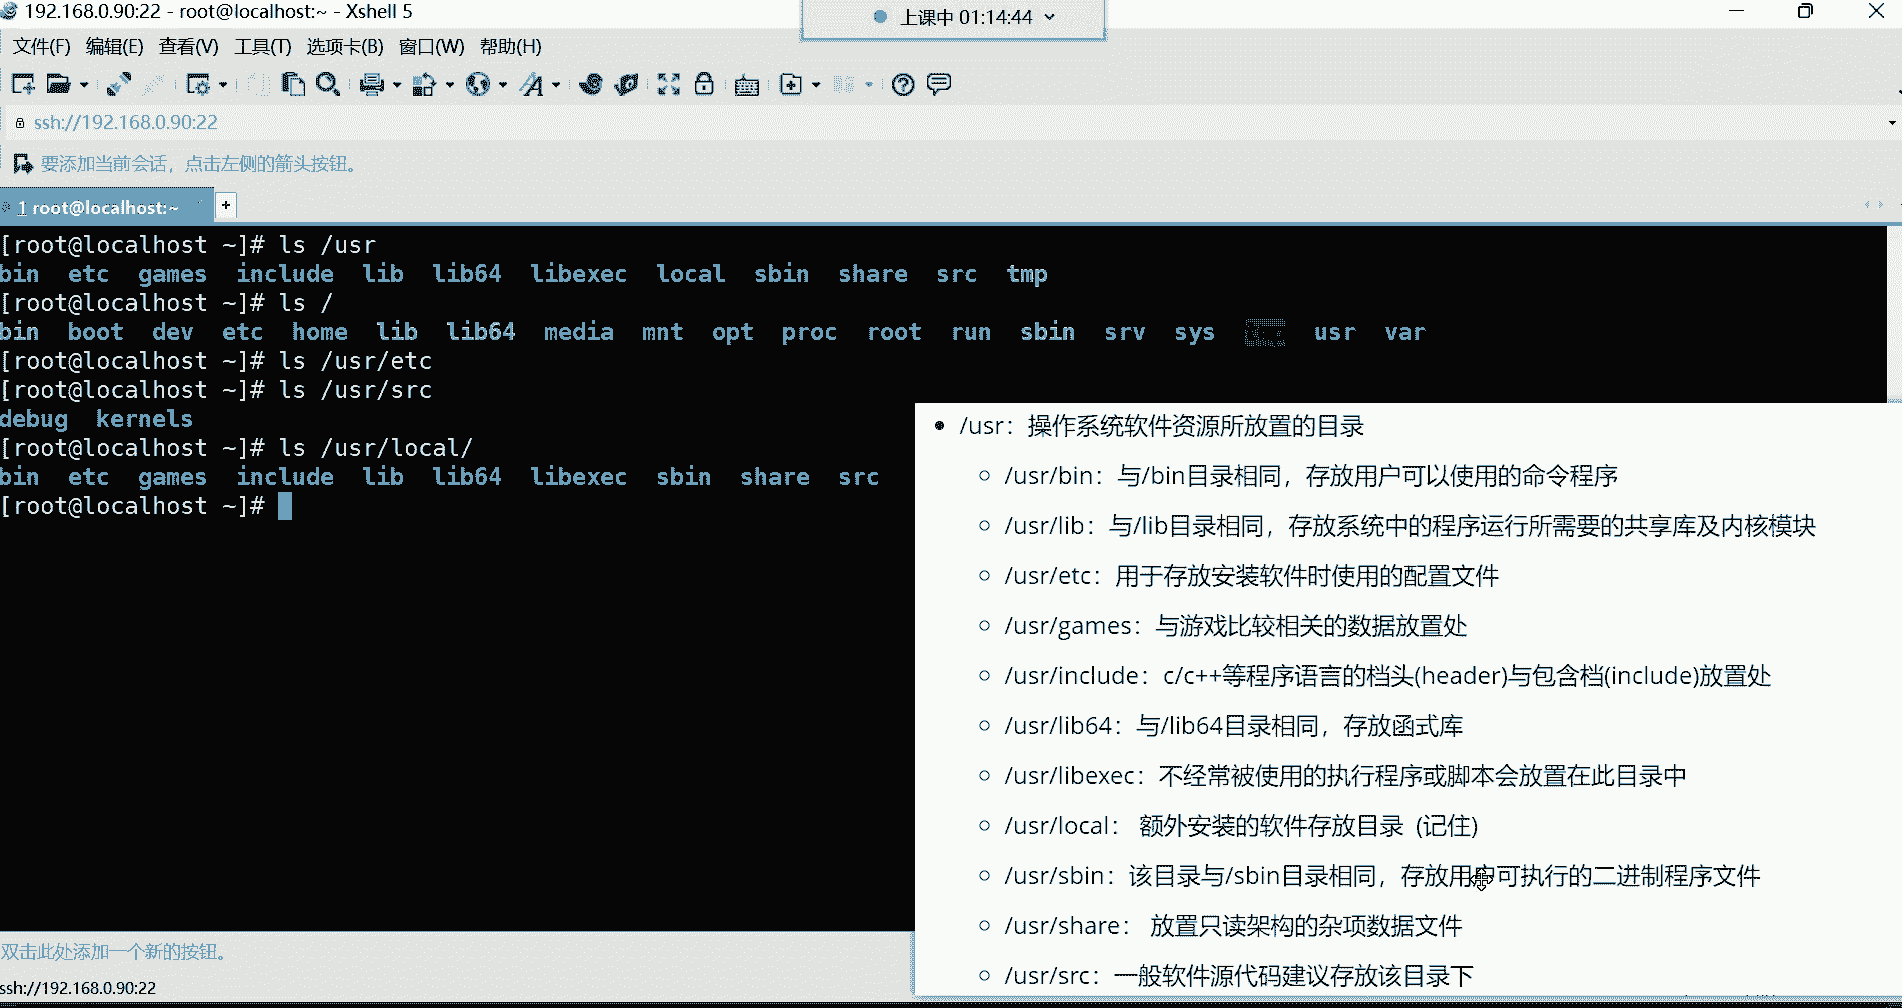 192.168.0.90:22 - root@localhost:~ - Xshell 5
上课中 01:14:44
文件(F) 编辑(E) 查看(V) 工具(T) 选项卡(B) 窗口(W) 帮助(H)
ssh://192.168.0.90:22
要添加当前会话，点击左侧的箭头按钮。
1 root@localhost:~
[root@localhost ~]# ls /usr
bin etc games include lib lib64 libexec local sbin share src tmp
[root@localhost ~]# ls /
bin boot dev etc home lib lib64 media mnt opt proc root run sbin srv sys usr var
[root@localhost ~]# ls /usr/etc
[root@localhost ~]# ls /usr/src
debug kernels
[root@localhost ~]# ls /usr/local/
bin etc games include lib lib64 libexec sbin share src
[root@localhost ~]#
/usr：操作系统软件资源所放置的目录
/usr/bin：与/bin目录相同，存放用户可以使用的命令程序
/usr/lib：与/lib目录相同，存放系统中的程序运行所需要的共享库及内核模块
/usr/etc：用于存放安装软件时使用的配置文件
/usr/games：与游戏比较相关的数据放置处
/usr/include：c/c++等程序语言的档头(header)与包含档(include)放置处
/usr/lib64：与/lib64目录相同，存放函式库
/usr/libexec：不经常被使用的执行程序或脚本会放置在此目录中
/usr/local： 额外安装的软件存放目录 (记住)
/usr/sbin：该目录与/sbin目录相同，存放用户可执行的二进制程序文件
/usr/share： 放置只读架构的杂项数据文件
/usr/src：一般软件源代码建议存放该目录下
双击此处添加一个新的按钮。
ssh://192.168.0.90:22